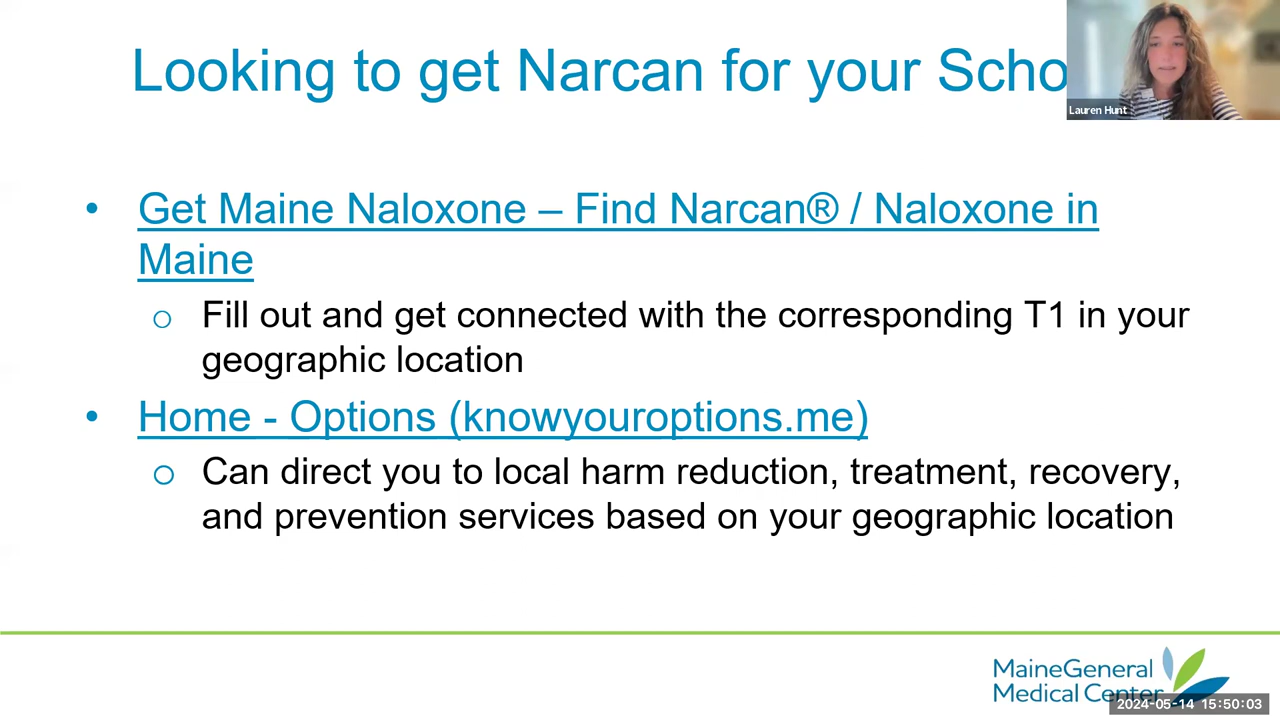 Looking to get Narcan for your Scho
Lauren Hunt
• Get Maine Naloxone – Find Narcan® / Naloxone in
Maine
o Fill out and get connected with the corresponding T1 in your
geographic location
• Home - Options (knowyouroptions.me)
o Can direct you to local harm reduction, treatment, recovery,
and prevention services based on your geographic location
MaineGeneral
Medical Center
2024-05-14 15:50:03